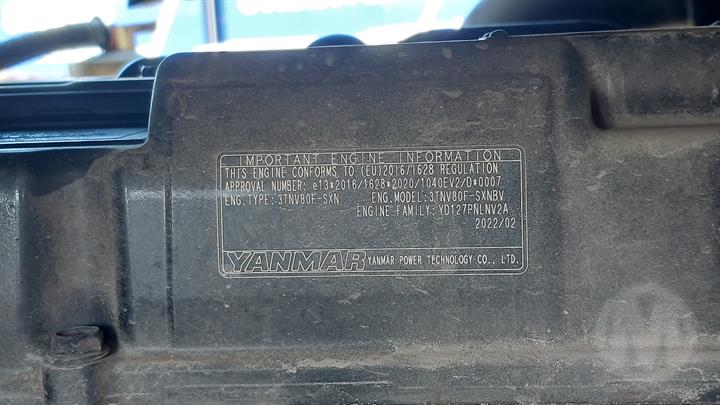 IMPORTANT ENGINE INFORMATION
THIS ENGINE CONFORMS TO (EU)2016/1628 REGULATION
APPROVAL NUMBER: e13*2016/1628*2020/1040EV2/D*0007
ENG.TYPE: 3TNV80F-SXN ENG.MODEL: 3TNV80F-SXNBV
ENGINE FAMILY: YD127PNLNV2A
2022/02
YANMAR YANMAR POWER TECHNOLOGY CO., LTD.